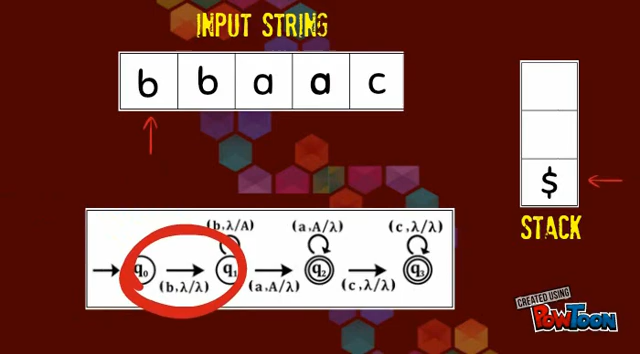 INPUT STRING
b b a a c
$
STACK
(b,λ/A) (a,A/λ) (c,λ/λ)
q₀ q₁ q₂ q₃
(b,λ/λ) (a,A/λ) (c,λ/λ)
CREATED USING
POWTOON